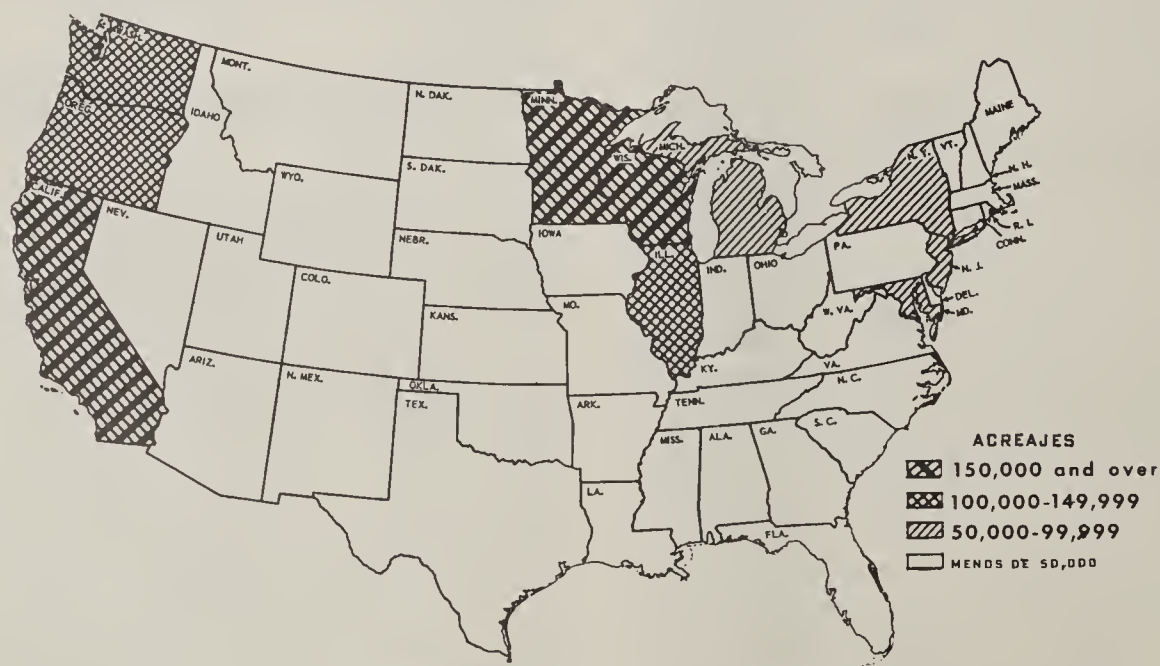 WASH.
MONT.
N. DAK.
MINN.
MAINE
OREG.
IDAHO
MICH.
WIS.
N. Y.
VT.
N. H.
MASS.
R. I.
CONN.
S. DAK.
WYO.
CALIF.
NEV.
UTAH
NEBR.
IOWA
ILL.
IND.
OHIO
PA.
N. J.
DEL.
MD.
COLO.
KANS.
MO.
W. VA.
KY.
VA.
N. C.
ARIZ.
N. MEX.
OKLA.
TEX.
ARK.
TENN.
S. C.
MISS.
ALA.
GA.
LA.
FLA.
ACREAJES
150,000 and over
100,000-149,999
50,000-99,999
MENOS DE 50,000